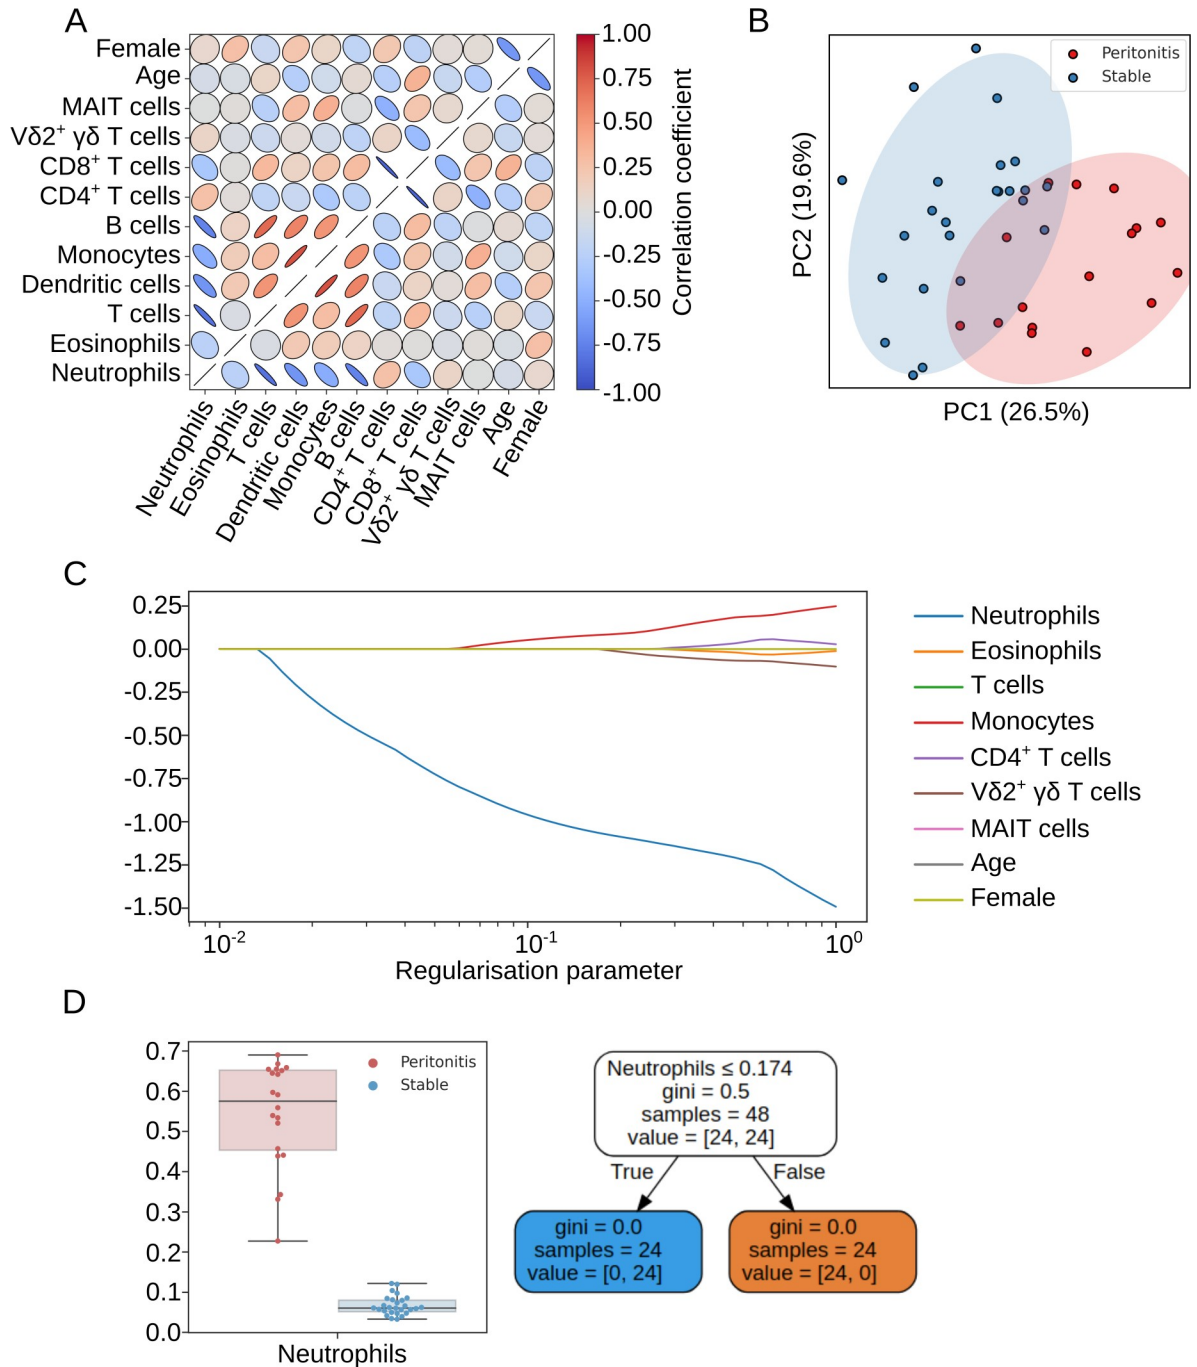 A
Female
Age
MAIT cells
Vδ2⁺ γδ T cells
CD8⁺ T cells
CD4⁺ T cells
B cells
Monocytes
Dendritic cells
T cells
Eosinophils
Neutrophils
Neutrophils
Eosinophils
T cells
Dendritic cells
Monocytes
B cells
CD4⁺ T cells
CD8⁺ T cells
Vδ2⁺ γδ T cells
MAIT cells
Age
Female
1.00
0.75
0.50
0.25
0.00
-0.25
-0.50
-0.75
-1.00
Correlation coefficient
B
Peritonitis
Stable
PC2 (19.6%)
PC1 (26.5%)
C
0.25
0.00
-0.25
-0.50
-0.75
-1.00
-1.25
-1.50
10⁻² 10⁻¹ 10⁰
Regularisation parameter
Neutrophils
Eosinophils
T cells
Monocytes
CD4⁺ T cells
Vδ2⁺ γδ T cells
MAIT cells
Age
Female
D
0.7
0.6
0.5
0.4
0.3
0.2
0.1
0.0
Peritonitis
Stable
Neutrophils
Neutrophils ≤ 0.174
gini = 0.5
samples = 48
value = [24, 24]
True
False
gini = 0.0
samples = 24
value = [0, 24]
gini = 0.0
samples = 24
value = [24, 0]